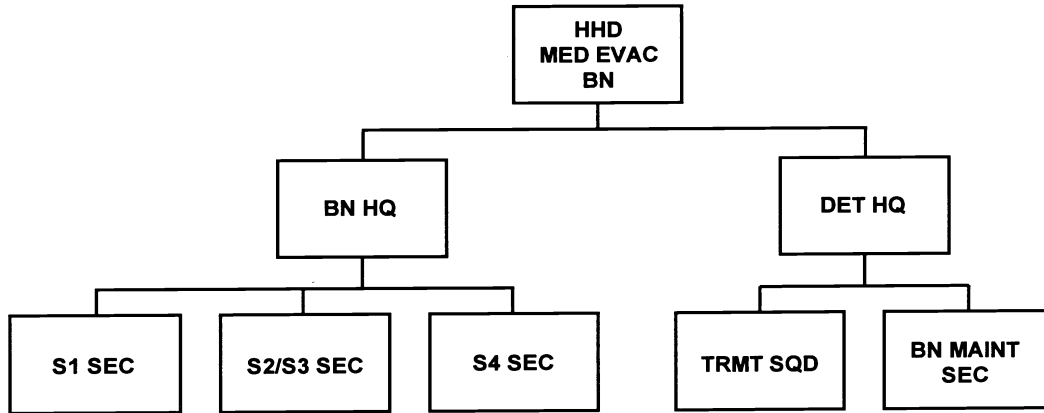 HHD
MED EVAC
BN
BN HQ
DET HQ
S1 SEC
S2/S3 SEC
S4 SEC
TRMT SQD
BN MAINT
SEC